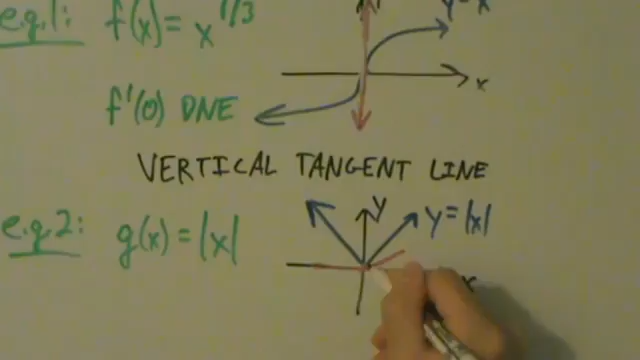 e.g.1: f(x) = x^1/3
x
f'(0) DNE
VERTICAL TANGENT LINE
e.g.2: g(x) = |x|
y
y = |x|
x